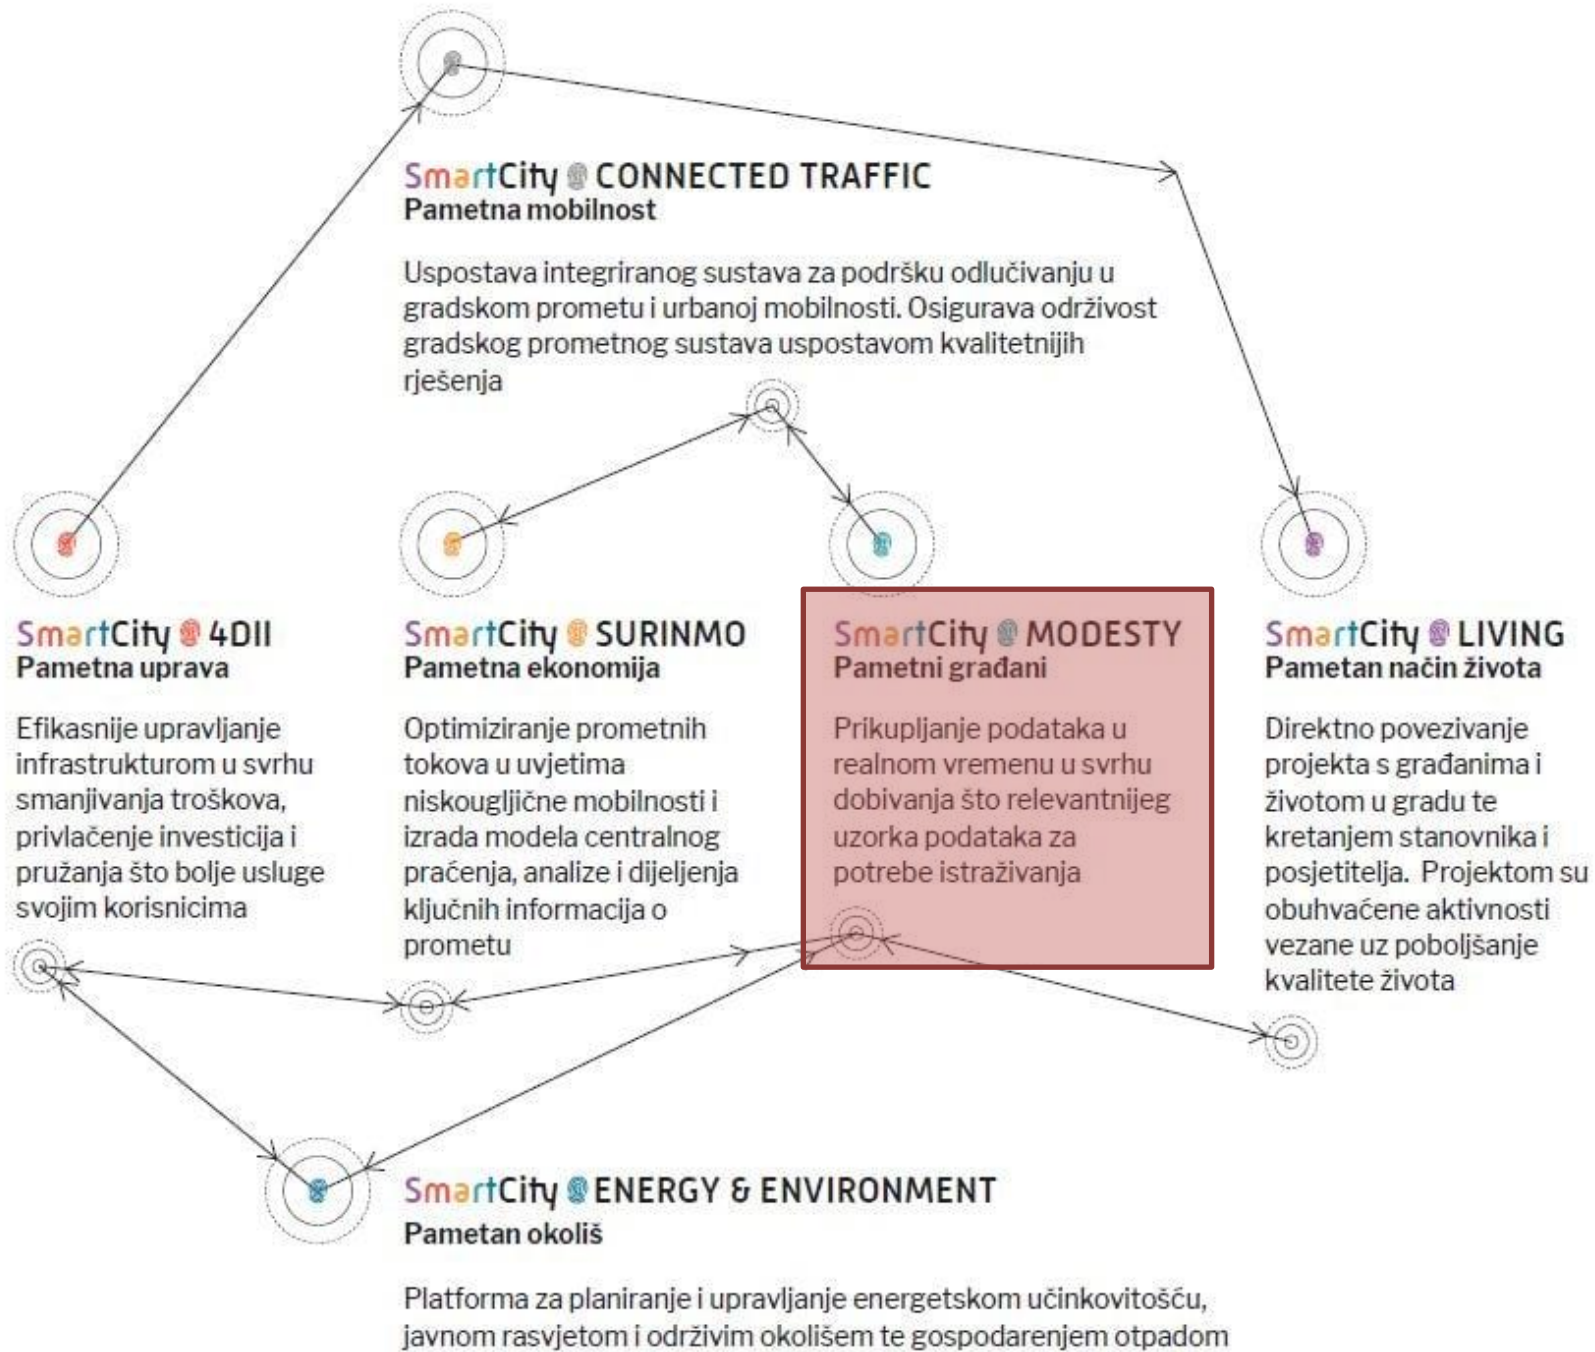 SmartCity CONNECTED TRAFFIC
Pametna mobilnost
Uspostava integriranog sustava za podršku odlučivanju u
gradskom prometu i urbanoj mobilnosti. Osigurava održivost
gradskog prometnog sustava uspostavom kvalitetnijih
rješenja
SmartCity 4DII
Pametna uprava
Efikasnije upravljanje
infrastrukturom u svrhu
smanjivanja troškova,
privlačenje investicija i
pružanja što bolje usluge
svojim korisnicima
SmartCity SURINMO
Pametna ekonomija
Optimiziranje prometnih
tokova u uvjetima
niskougljične mobilnosti i
izrada modela centralnog
praćenja, analize i dijeljenja
ključnih informacija o
prometu
SmartCity MODESTY
Pametni građani
Prikupljanje podataka u
realnom vremenu u svrhu
dobivanja što relevantnijeg
uzorka podataka za
potrebe istraživanja
SmartCity LIVING
Pametan način života
Direktno povezivanje
projekta s građanima i
životom u gradu te
kretanjem stanovnika i
posjetitelja. Projektom su
obuhvaćene aktivnosti
vezane uz poboljšanje
kvalitete života
SmartCity ENERGY & ENVIRONMENT
Pametan okoliš
Platforma za planiranje i upravljanje energetskom učinkovitošću,
javnom rasvjetom i održivim okolišem te gospodarenjem otpadom